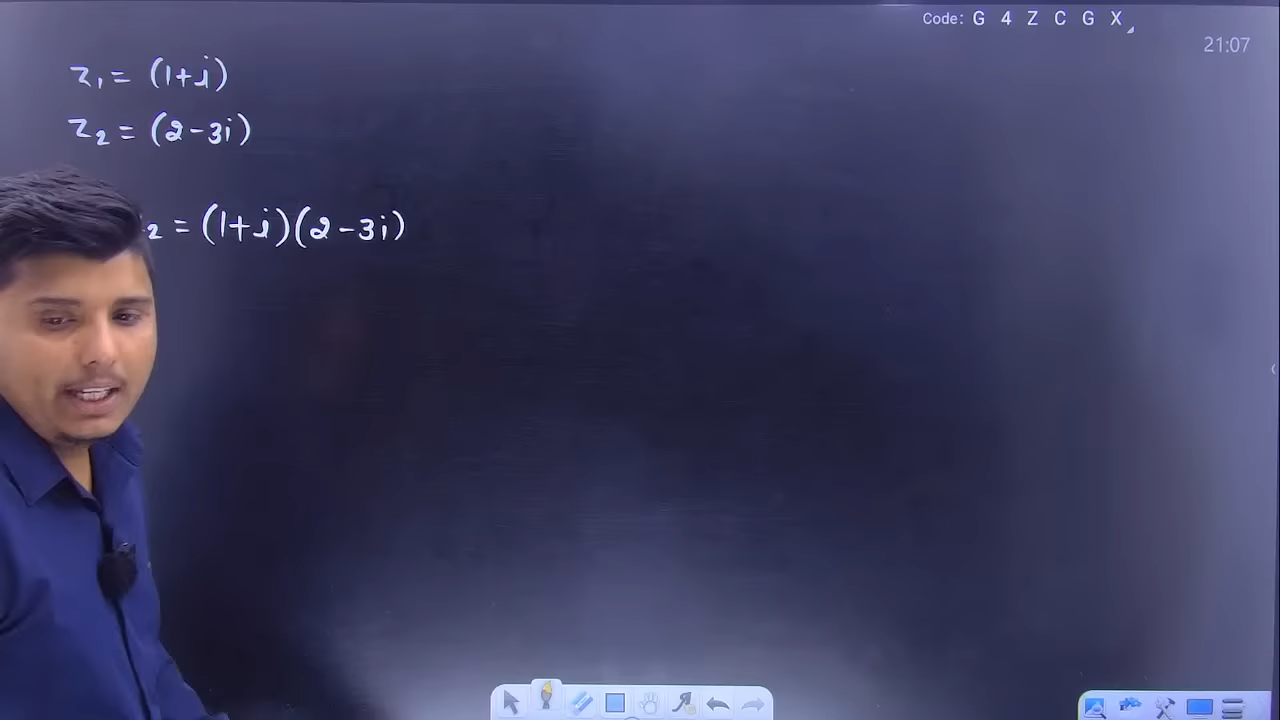 Code: G 4 Z C G X
21:07
z₁ = (1+i)
z₂ = (2-3i)
₂ = (1+i)(2-3i)